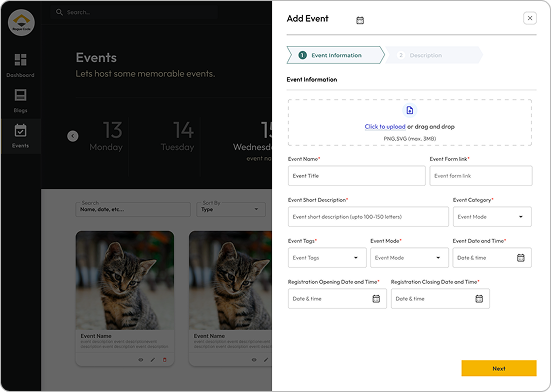 Search...
Dashboard
Blogs
Events
Events
Lets host some memorable events.
13
Monday
14
Tuesday
Wednesday
event
Search
Name, date, etc...
Sort By
Type
Event Name
Event Name
Add Event
1 Event Information
2 Description
Event Information
Click to upload or drag and drop
PNG,SVG (max, 3MB)
Event Name*
Event Form link*
Event Title
Event form link
Event Short Description*
Event Category*
Event short description (upto 100-150 letters)
Event Mode
Event Tags*
Event Mode*
Event Date and Time*
Event Tags
Event Mode
Date & time
Registration Opening Date and Time*
Registration Closing Date and Time*
Date & time
Date & time
Next